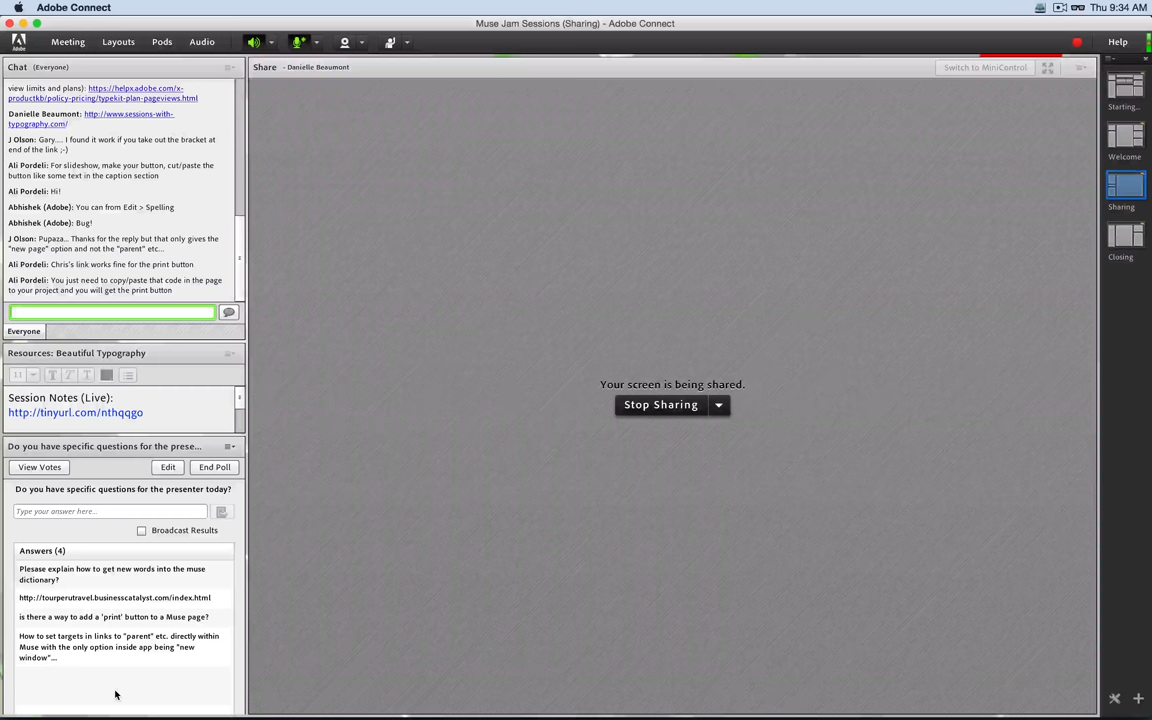 Adobe Connect
Thu 9:34 AM
Muse Jam Sessions (Sharing) - Adobe Connect
Adobe
Meeting
Layouts
Pods
Audio
Help
Chat (Everyone)
view limits and plans): https://helpx.adobe.com/x-
productkb/policy-pricing/typekit-plan-pageviews.html
Danielle Beaumont: http://www.sessions-with-
typography.com/
J Olson: Gary.... I found it work if you take out the bracket at
end of the link ;-)
Ali Pordeli: For slideshow, make your button, cut/paste the
button like some text in the caption section
Ali Pordeli: Hi!
Abhishek (Adobe): You can from Edit > Spelling
Abhishek (Adobe): Bug!
J Olson: Pupaza... Thanks for the reply but that only gives the
"new page" option and not the "parent" etc...
Ali Pordeli: Chris's link works fine for the print button
Ali Pordeli: You just need to copy/paste that code in the page
to your project and you will get the print button
Everyone
Resources: Beautiful Typography
11
T T T
Session Notes (Live):
http://tinyurl.com/nthqqgo
Do you have specific questions for the prese...
View Votes
Edit
End Poll
Do you have specific questions for the presenter today?
Type your answer here...
Broadcast Results
Answers (4)
Plesase explain how to get new words into the muse
dictionary?
http://tourperutravel.businesscatalyst.com/index.html
is there a way to add a 'print' button to a Muse page?
How to set targets in links to "parent" etc. directly within
Muse with the only option inside app being "new
window"...
Share - Danielle Beaumont
Switch to MiniControl
Your screen is being shared.
Stop Sharing
Starting...
Welcome
Sharing
Closing